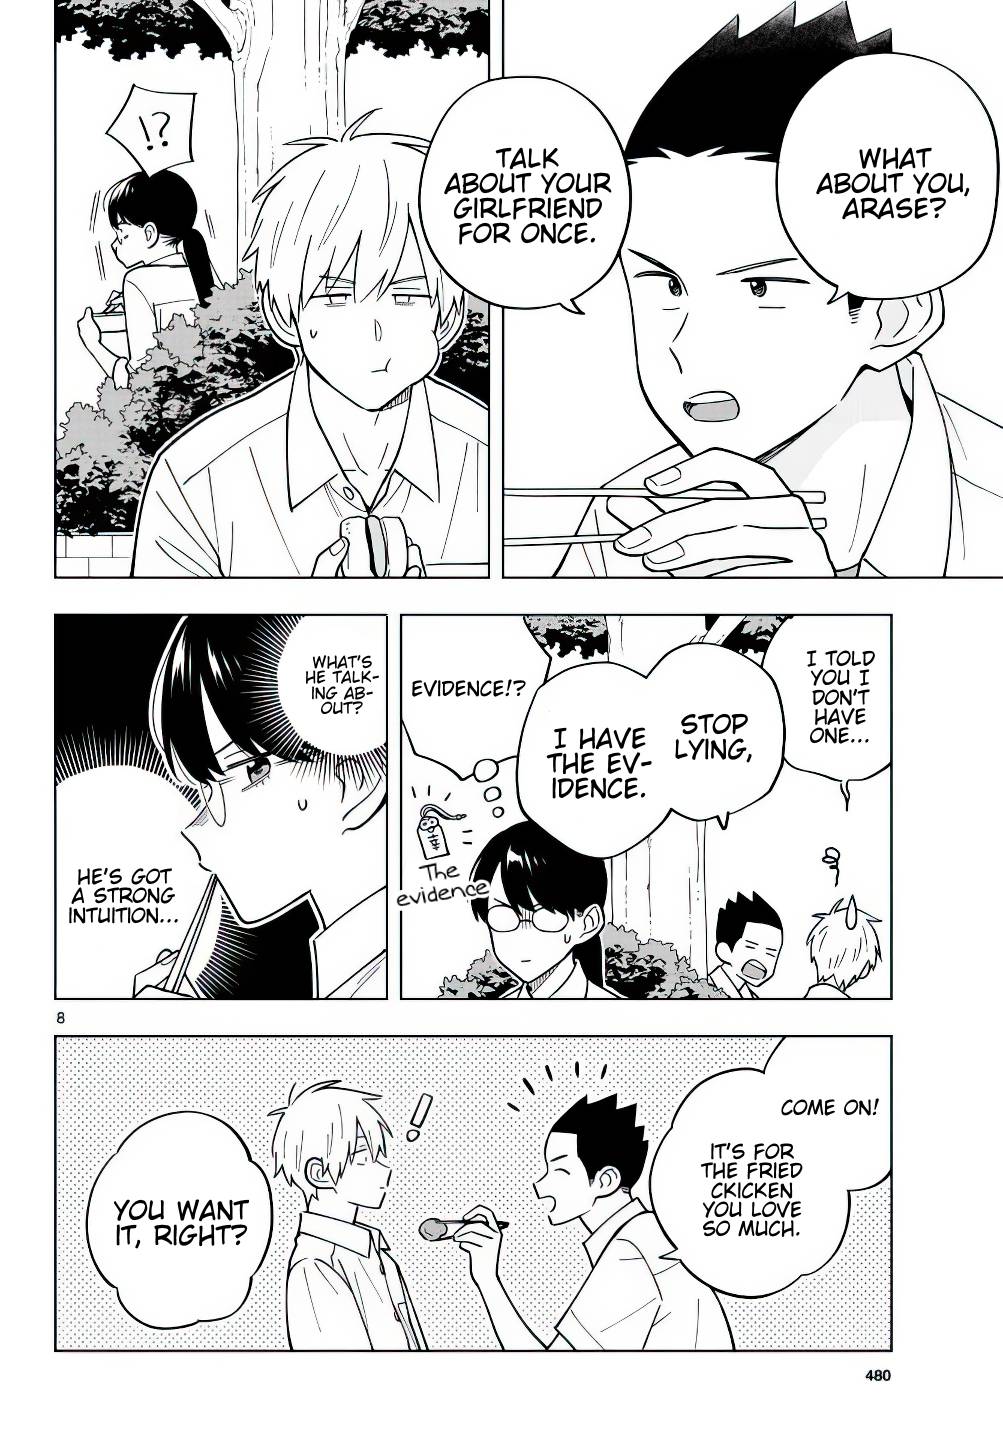 WHAT
ABOUT YOU,
ARASE?
TALK
ABOUT YOUR
GIRLFRIEND
FOR ONCE.
!?
I TOLD
YOU I
DON'T
HAVE
ONE...
STOP
LYING,
I HAVE
THE EV-
IDENCE.
EVIDENCE!?
The
evidence
WHAT'S
HE TALK-
ING AB-
OUT?
HE'S GOT
A STRONG
INTUITION...
8
COME ON!
IT'S FOR
THE FRIED
CKICKEN
YOU LOVE
SO MUCH.
!
YOU WANT
IT, RIGHT?
480